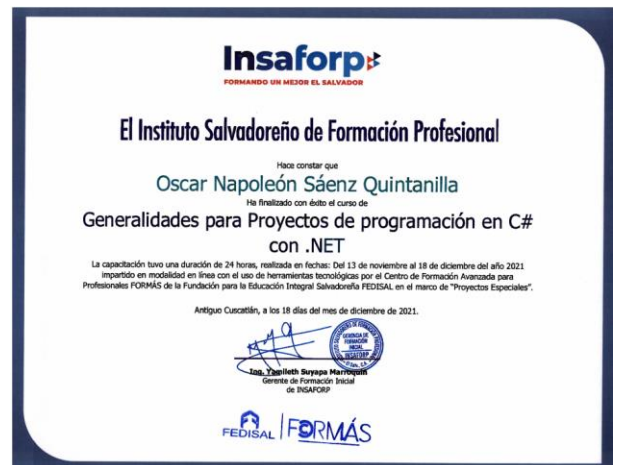 Insaforp
FORMANDO UN MEJOR EL SALVADOR
El Instituto Salvadoreño de Formación Profesional
Hace constar que
Oscar Napoleón Sáenz Quintanilla
Ha finalizado con éxito el curso de
Generalidades para Proyectos de programación en C#
con .NET
La capacitación tuvo una duración de 24 horas, realizada en fechas: Del 13 de noviembre al 18 de diciembre del año 2021
impartido en modalidad en línea con el uso de herramientas tecnológicas por el Centro de Formación Avanzada para
Profesionales FORMÁS de la Fundación para la Educación Integral Salvadoreña FEDISAL en el marco de "Proyectos Especiales".
Antiguo Cuscatlán, a los 18 días del mes de diciembre de 2021.
GERENCIA DE
FORMACIÓN
INICIAL
INSAFORP
Ing. Yamileth Suyapa Marroquín
Gerente de Formación Inicial
de INSAFORP
FEDISAL | FORMÁS